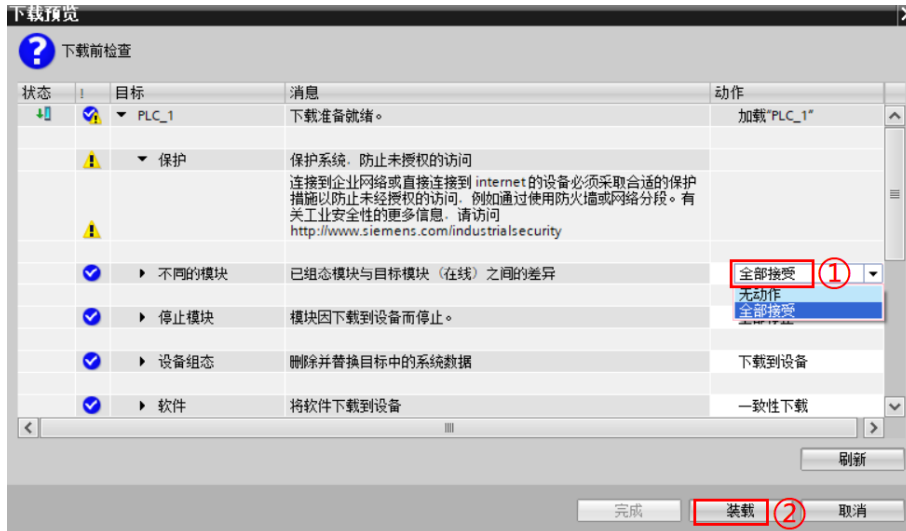 下载预览
下载前检查
状态 ! 目标 消息 动作
PLC_1 下载准备就绪。 加载"PLC_1"
保护 保护系统，防止未授权的访问
连接到企业网络或直接连接到 internet 的设备必须采取合适的保护
措施以防止未经授权的访问，例如通过使用防火墙或网络分段。有
关工业安全性的更多信息，请访问
http://www.siemens.com/industrialsecurity
不同的模块 已组态模块与目标模块（在线）之间的差异 全部接受 ①
无动作
全部接受
停止模块 模块因下载到设备而停止。
设备组态 删除并替换目标中的系统数据 下载到设备
软件 将软件下载到设备 一致性下载
刷新
完成 装载 ② 取消